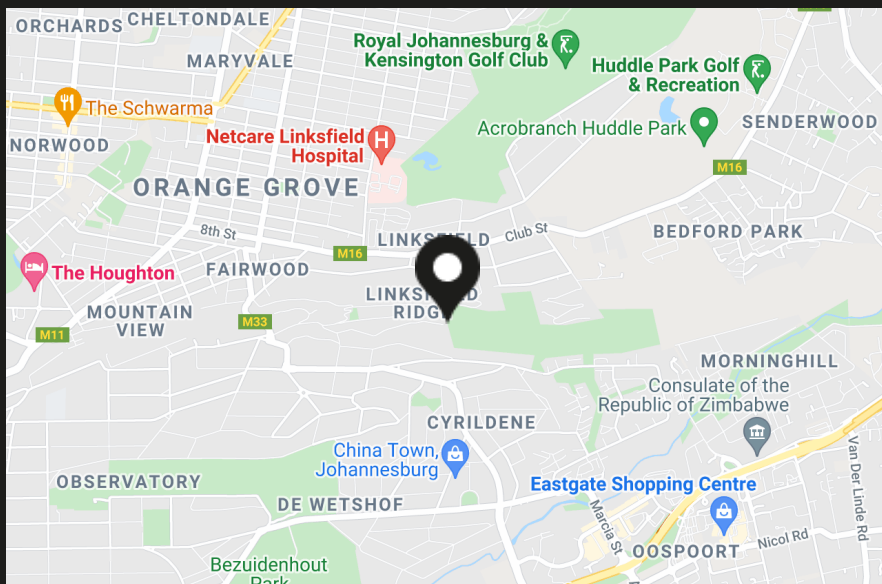 ORCHARDS
CHELTONDALE
MARYVALE
Royal Johannesburg &
Kensington Golf Club
Huddle Park Golf
& Recreation
The Schwarma
Acrobranch Huddle Park
SENDERWOOD
Netcare Linksfield
Hospital
NORWOOD
M16
ORANGE GROVE
8th St
LINKSFIELD
Club St
BEDFORD PARK
M16
The Houghton
FAIRWOOD
LINKSFIELD
RIDGE
MOUNTAIN
VIEW
M33
M11
MORNINGHILL
Consulate of the
Republic of Zimbabwe
CYRILDENE
China Town,
Johannesburg
Van Der Linde Rd
OBSERVATORY
Eastgate Shopping Centre
DE WETSHOF
Marcia St
Nicol Rd
OOSPOORT
Bezuidenhout
Park